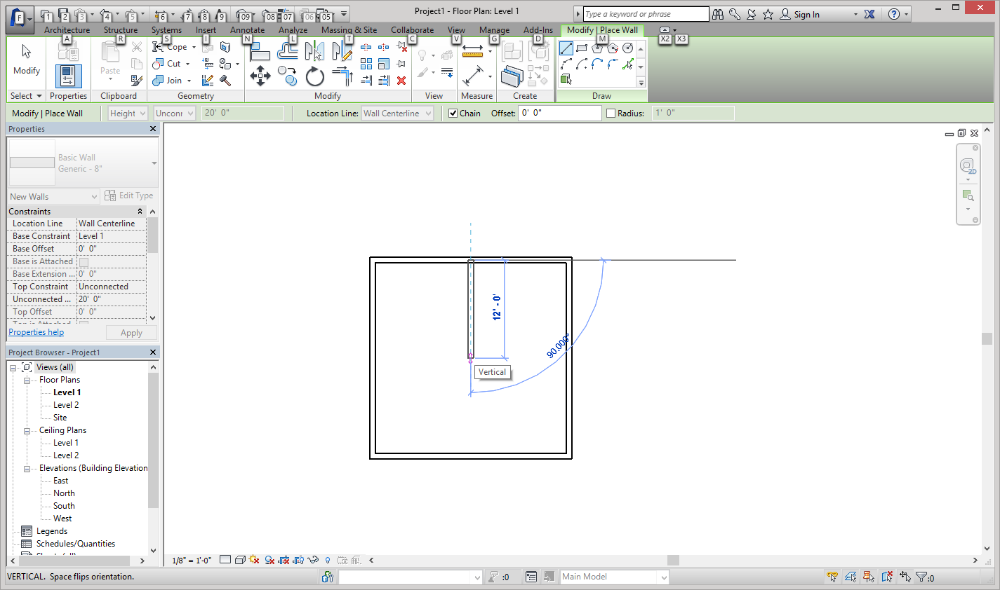 Project1 - Floor Plan: Level 1
Type a keyword or phrase
Sign In
F 1 2 3 4 5 6 7 8 9 09 08 07 06 05
Architecture Structure Systems Insert Annotate Analyze Massing & Site Collaborate View Manage Add-Ins Modify | Place Wall
A R S I N L T C V G D M X2 X3
Modify
Cope
Cut
Join
Paste
Select Properties Clipboard Geometry Modify View Measure Create Draw
Modify | Place Wall Height Unconr 20' 0" Location Line: Wall Centerline Chain Offset: 0' 0" Radius: 1' 0"
Properties
Basic Wall
Generic - 8"
New Walls Edit Type
Constraints
Location Line Wall Centerline
Base Constraint Level 1
Base Offset 0' 0"
Base is Attached
Base Extension ... 0' 0"
Top Constraint Unconnected
Unconnected ... 20' 0"
Top Offset 0' 0"
Top is Attached
Properties help Apply
Project Browser - Project1
Views (all)
Floor Plans
Level 1
Level 2
Site
Ceiling Plans
Level 1
Level 2
Elevations (Building Elevation
East
North
South
West
Legends
Schedules/Quantities
Sheets (all)
2D
12' - 0"
90.000°
Vertical
1/8" = 1'-0"
VERTICAL. Space flips orientation.
:0
Main Model
:0